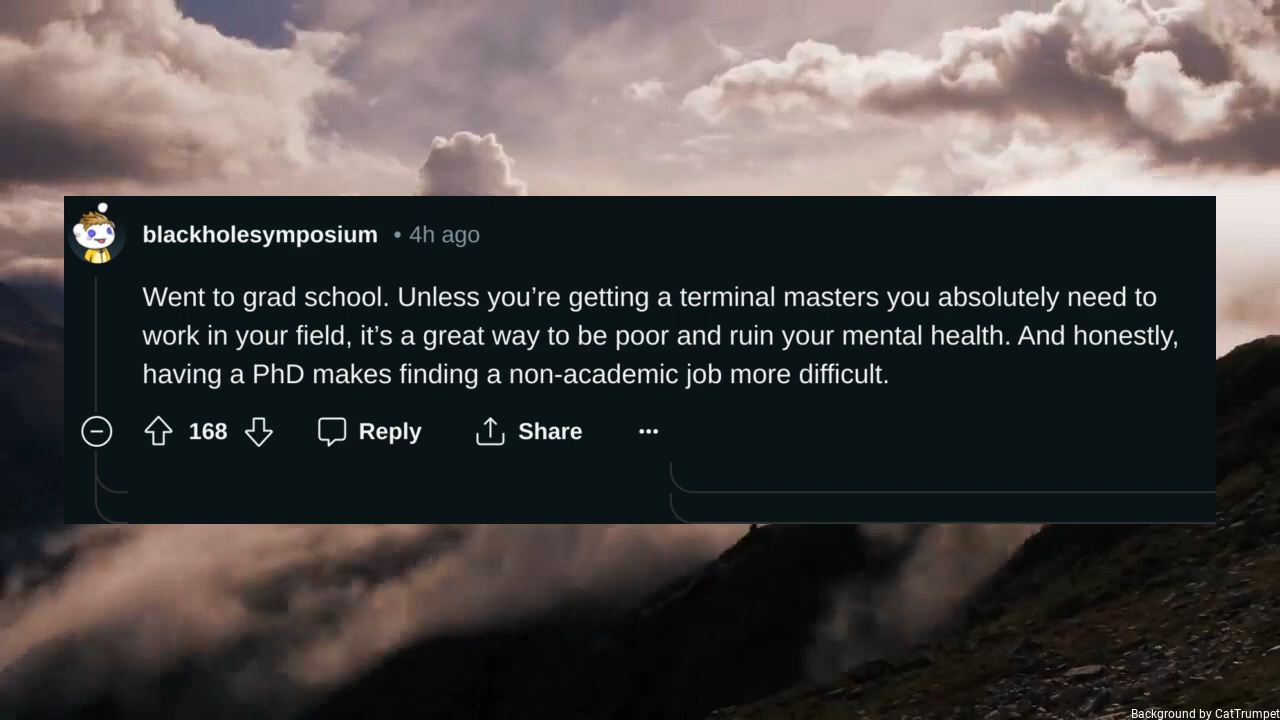 blackholesymposium • 4h ago
Went to grad school. Unless you’re getting a terminal masters you absolutely need to
work in your field, it’s a great way to be poor and ruin your mental health. And honestly,
having a PhD makes finding a non-academic job more difficult.
168 Reply Share
Background by CatTrumpet